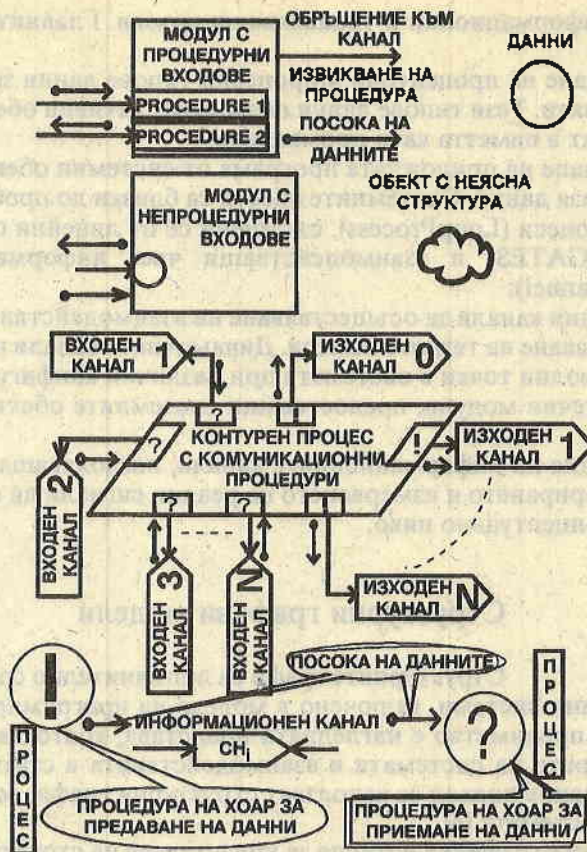 МОДУЛ С
ПРОЦЕДУРНИ
ВХОДОВЕ
PROCEDURE 1
PROCEDURE 2
ОБРЪЩЕНИЕ КЪМ
КАНАЛ
ИЗВИКВАНЕ НА
ПРОЦЕДУРА
ПОСОКА НА
ДАННИТЕ
ДАННИ
МОДУЛ С
НЕПРОЦЕДУРНИ
ВХОДОВЕ
ОБЕКТ С НЕЯСНА
СТРУКТУРА
ВХОДЕН
КАНАЛ 1
ИЗХОДЕН
КАНАЛ 0
?
!
?
КОНТУРЕН ПРОЦЕС
С КОМУНИКАЦИОННИ
ПРОЦЕДУРИ
!
ИЗХОДЕН
КАНАЛ 1
ВХОДЕН
КАНАЛ 2
?
?
!
ВХОДЕН
КАНАЛ 3
ВХОДЕН
КАНАЛ N
ИЗХОДЕН
КАНАЛ N
ПОСОКА НА ДАННИТЕ
!
ИНФОРМАЦИОНЕН КАНАЛ
CHi
?
ПРОЦЕС
ПРОЦЕС
ПРОЦЕДУРА НА ХОАР ЗА
ПРЕДАВАНЕ НА ДАННИ
ПРОЦЕДУРА НА ХОАР ЗА
ПРИЕМАНЕ НА ДАННИ